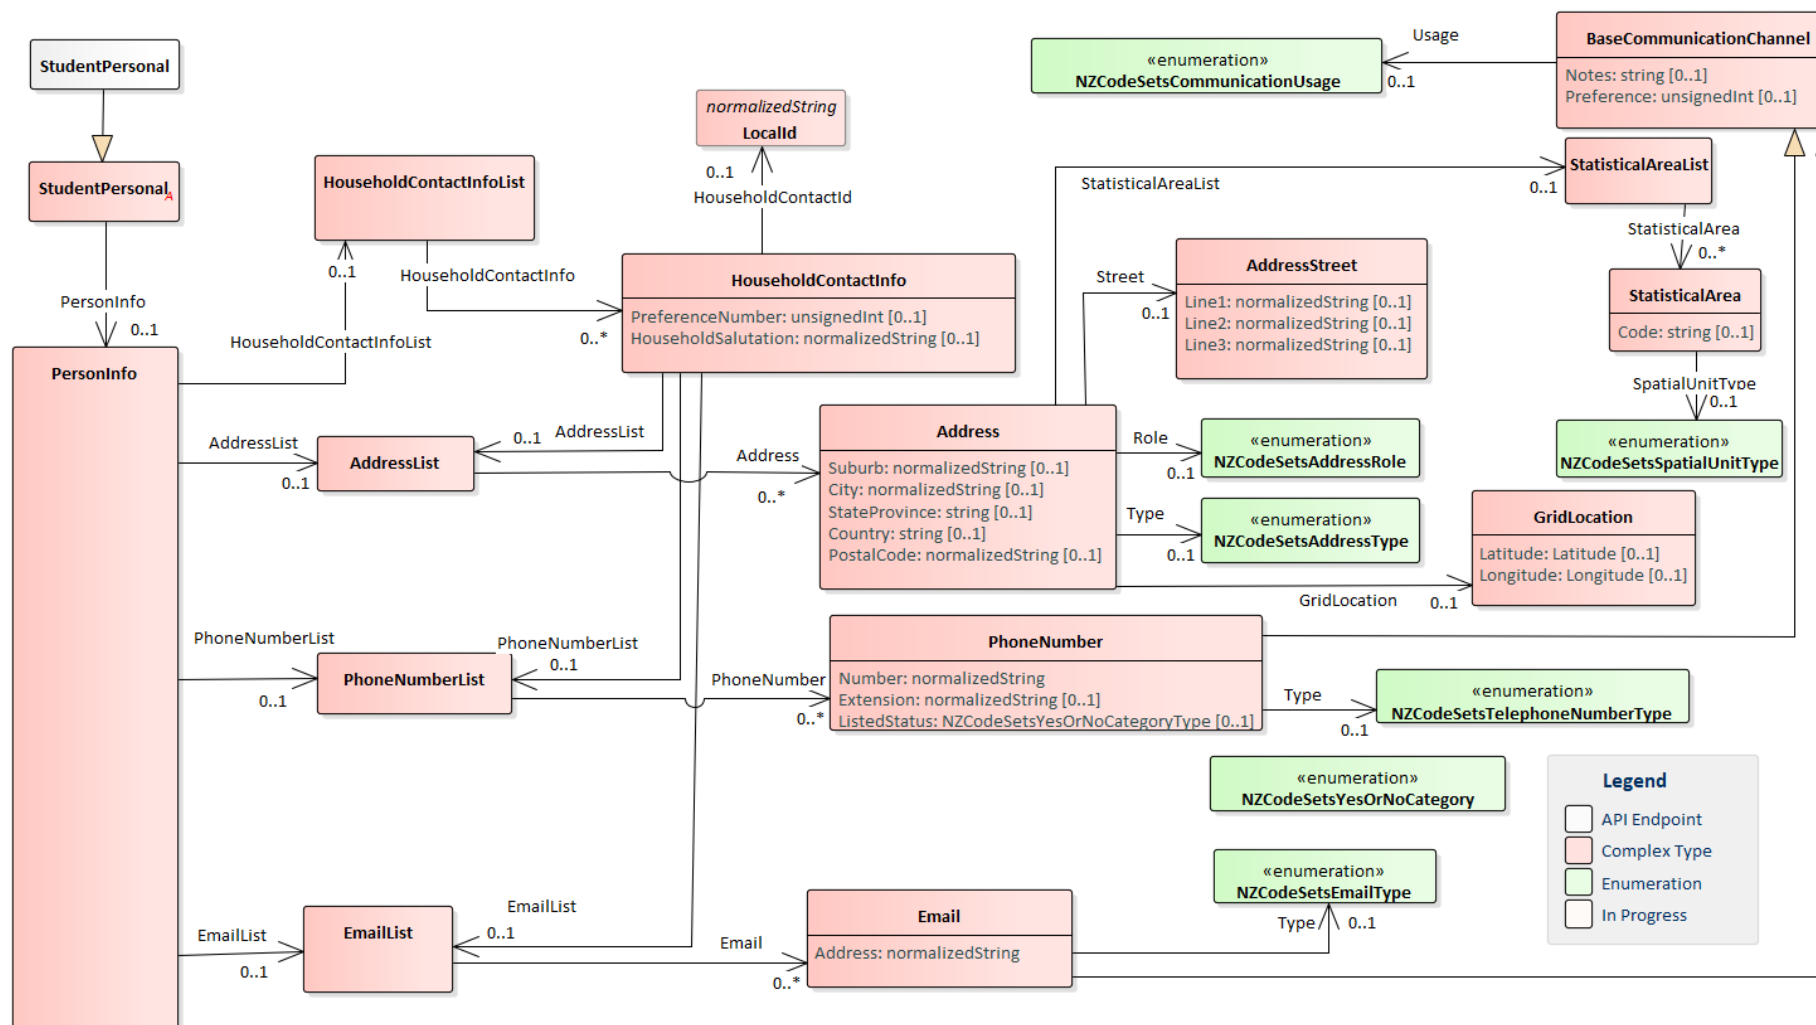 StudentPersonal
StudentPersonal
A
PersonInfo
0..1
PersonInfo
HouseholdContactInfoList
0..1
HouseholdContactInfoList
HouseholdContactInfo
0..*
normalizedString
LocalId
0..1
HouseholdContactId
HouseholdContactInfo
PreferenceNumber: unsignedInt [0..1]
HouseholdSalutation: normalizedString [0..1]
AddressList
0..1
AddressList
0..1
AddressList
Address
0..*
Address
Suburb: normalizedString [0..1]
City: normalizedString [0..1]
StateProvince: string [0..1]
Country: string [0..1]
PostalCode: normalizedString [0..1]
StatisticalAreaList
0..1
StatisticalAreaList
StatisticalArea
0..*
StatisticalArea
Code: string [0..1]
SpatialUnitType
0..1
«enumeration»
NZCodeSetsSpatialUnitType
Street
0..1
AddressStreet
Line1: normalizedString [0..1]
Line2: normalizedString [0..1]
Line3: normalizedString [0..1]
Role
0..1
«enumeration»
NZCodeSetsAddressRole
Type
0..1
«enumeration»
NZCodeSetsAddressType
GridLocation
0..1
GridLocation
Latitude: Latitude [0..1]
Longitude: Longitude [0..1]
«enumeration»
NZCodeSetsCommunicationUsage
Usage
0..1
BaseCommunicationChannel
Notes: string [0..1]
Preference: unsignedInt [0..1]
PhoneNumberList
0..1
PhoneNumberList
0..1
PhoneNumberList
PhoneNumber
0..*
PhoneNumber
Number: normalizedString
Extension: normalizedString [0..1]
ListedStatus: NZCodeSetsYesOrNoCategoryType [0..1]
Type
0..1
«enumeration»
NZCodeSetsTelephoneNumberType
«enumeration»
NZCodeSetsYesOrNoCategory
EmailList
0..1
EmailList
0..1
EmailList
Email
0..*
Email
Address: normalizedString
Type
0..1
«enumeration»
NZCodeSetsEmailType
Legend
API Endpoint
Complex Type
Enumeration
In Progress